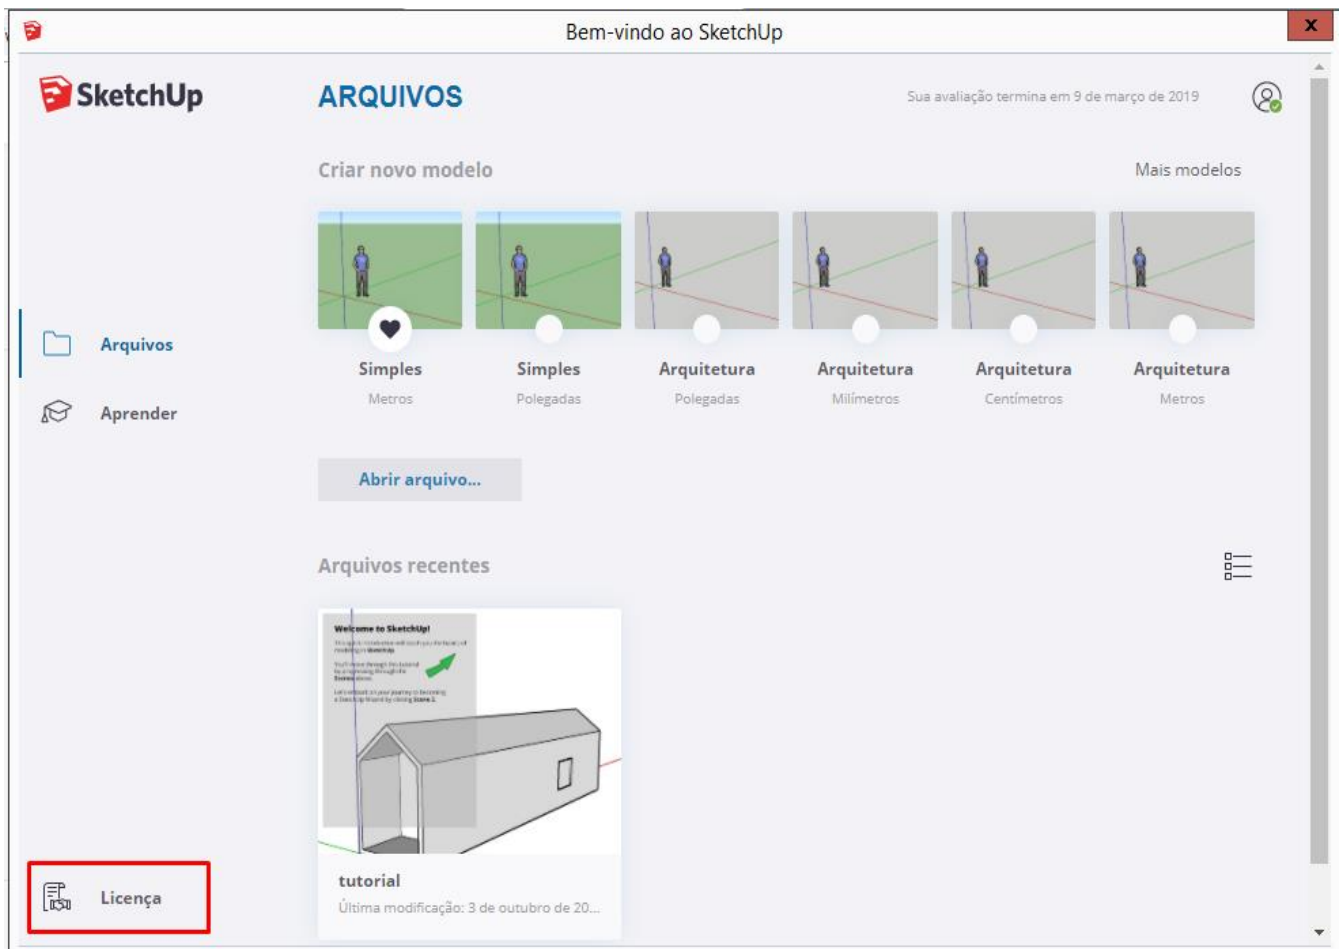 Bem-vindo ao SketchUp
X
SketchUp
ARQUIVOS
Sua avaliação termina em 9 de março de 2019
Criar novo modelo
Mais modelos
Arquivos
Aprender
Simples
Metros
Simples
Polegadas
Arquitetura
Polegadas
Arquitetura
Milímetros
Arquitetura
Centímetros
Arquitetura
Metros
Abrir arquivo...
Arquivos recentes
Welcome to SketchUp!
tutorial
Última modificação: 3 de outubro de 20...
Licença